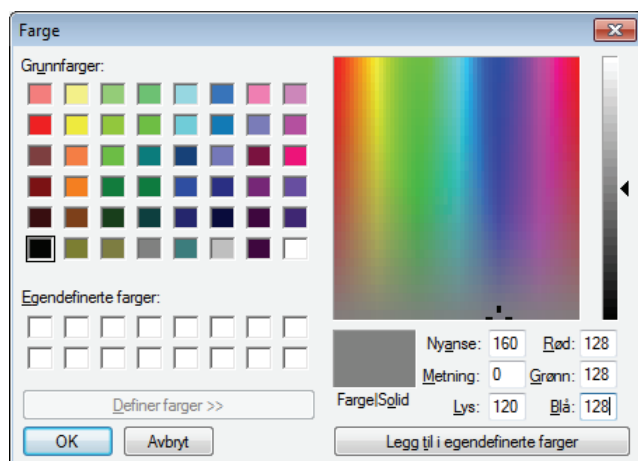 Farge
Grunnfarger:
Egendefinerte farger:
Definer farger >>
OK
Avbryt
Farge|Solid
Nyanse: 160
Rød: 128
Metning: 0
Grønn: 128
Lys: 120
Blå: 128
Legg til i egendefinerte farger